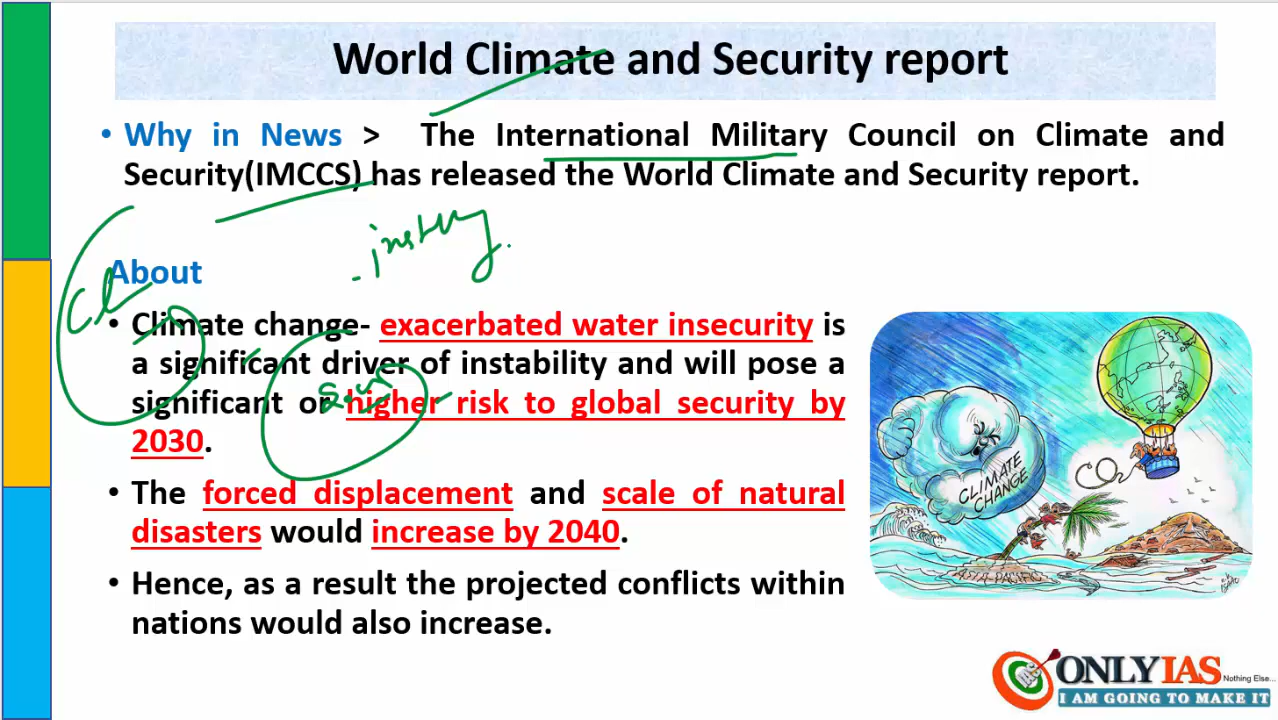 World Climate and Security report
• Why in News > The International Military Council on Climate and
Security(IMCCS) has released the World Climate and Security report.
About
• Climate change- exacerbated water insecurity is
a significant driver of instability and will pose a
significant or higher risk to global security by
2030.
• The forced displacement and scale of natural
disasters would increase by 2040.
• Hence, as a result the projected conflicts within
nations would also increase.
CLIMATE
CHANGE
ASIA-PACIFIC
ONLYIAS
Nothing Else...
I AM GOING TO MAKE IT